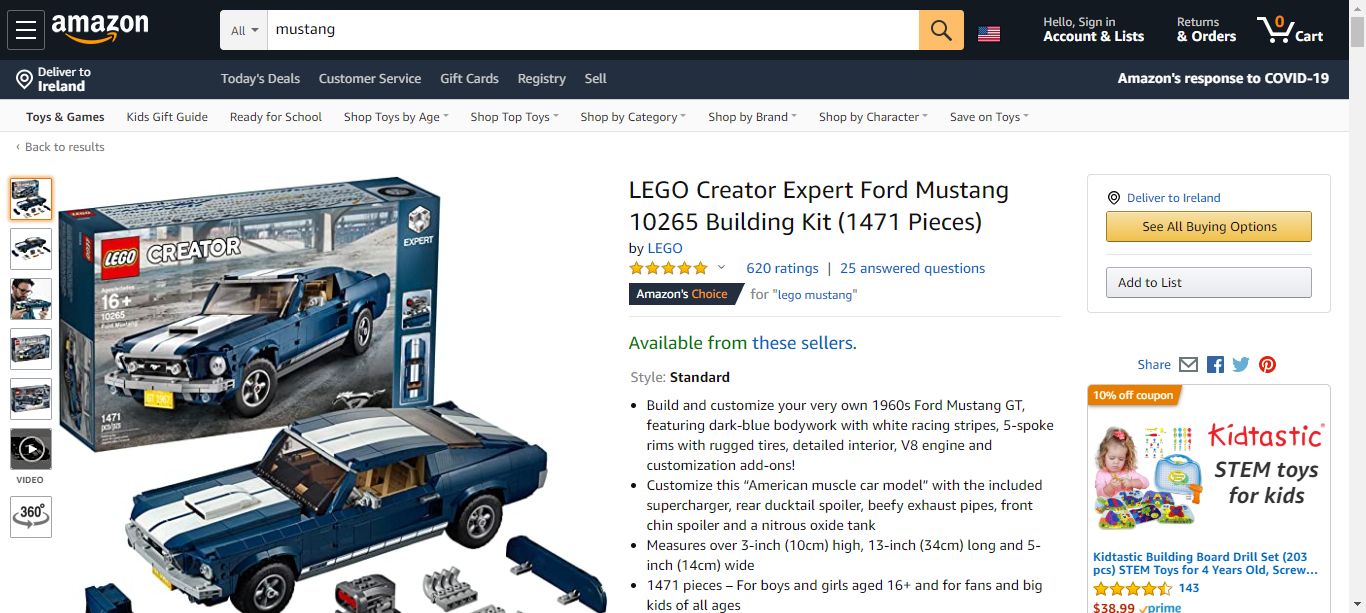 amazon
All
mustang
Hello, Sign in
Account & Lists
Returns
& Orders
0
Cart
Deliver to
Ireland
Today's Deals
Customer Service
Gift Cards
Registry
Sell
Amazon's response to COVID-19
Toys & Games
Kids Gift Guide
Ready for School
Shop Toys by Age
Shop Top Toys
Shop by Category
Shop by Brand
Shop by Character
Save on Toys
‹ Back to results
VIDEO
360°
LEGO
CREATOR
EXPERT
Ages/edades
16+
10265
Ford Mustang
1471
pcs/pzs
LEGO Creator Expert Ford Mustang
10265 Building Kit (1471 Pieces)
by LEGO
620 ratings | 25 answered questions
Amazon's Choice for "lego mustang"
Available from these sellers.
Style: Standard
• Build and customize your very own 1960s Ford Mustang GT,
featuring dark-blue bodywork with white racing stripes, 5-spoke
rims with rugged tires, detailed interior, V8 engine and
customization add-ons!
• Customize this “American muscle car model” with the included
supercharger, rear ducktail spoiler, beefy exhaust pipes, front
chin spoiler and a nitrous oxide tank
• Measures over 3-inch (10cm) high, 13-inch (34cm) long and 5-
inch (14cm) wide
• 1471 pieces – For boys and girls aged 16+ and for fans and big
kids of all ages
Deliver to Ireland
See All Buying Options
Add to List
Share
10% off coupon
Kidtastic
STEM toys
for kids
Kidtastic Building Board Drill Set (203
pcs) STEM Toys for 4 Years Old, Screw...
143
$38.99 prime